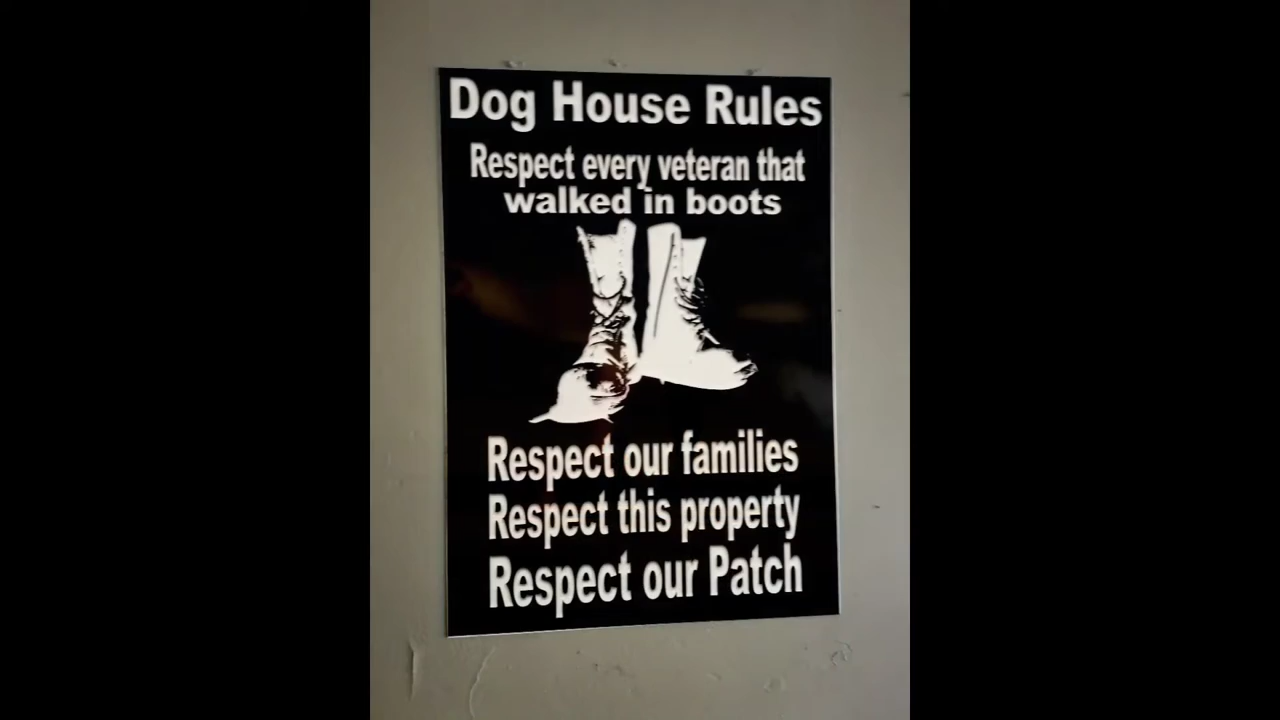 Dog House Rules
Respect every veteran that
walked in boots
Respect our families
Respect this property
Respect our Patch